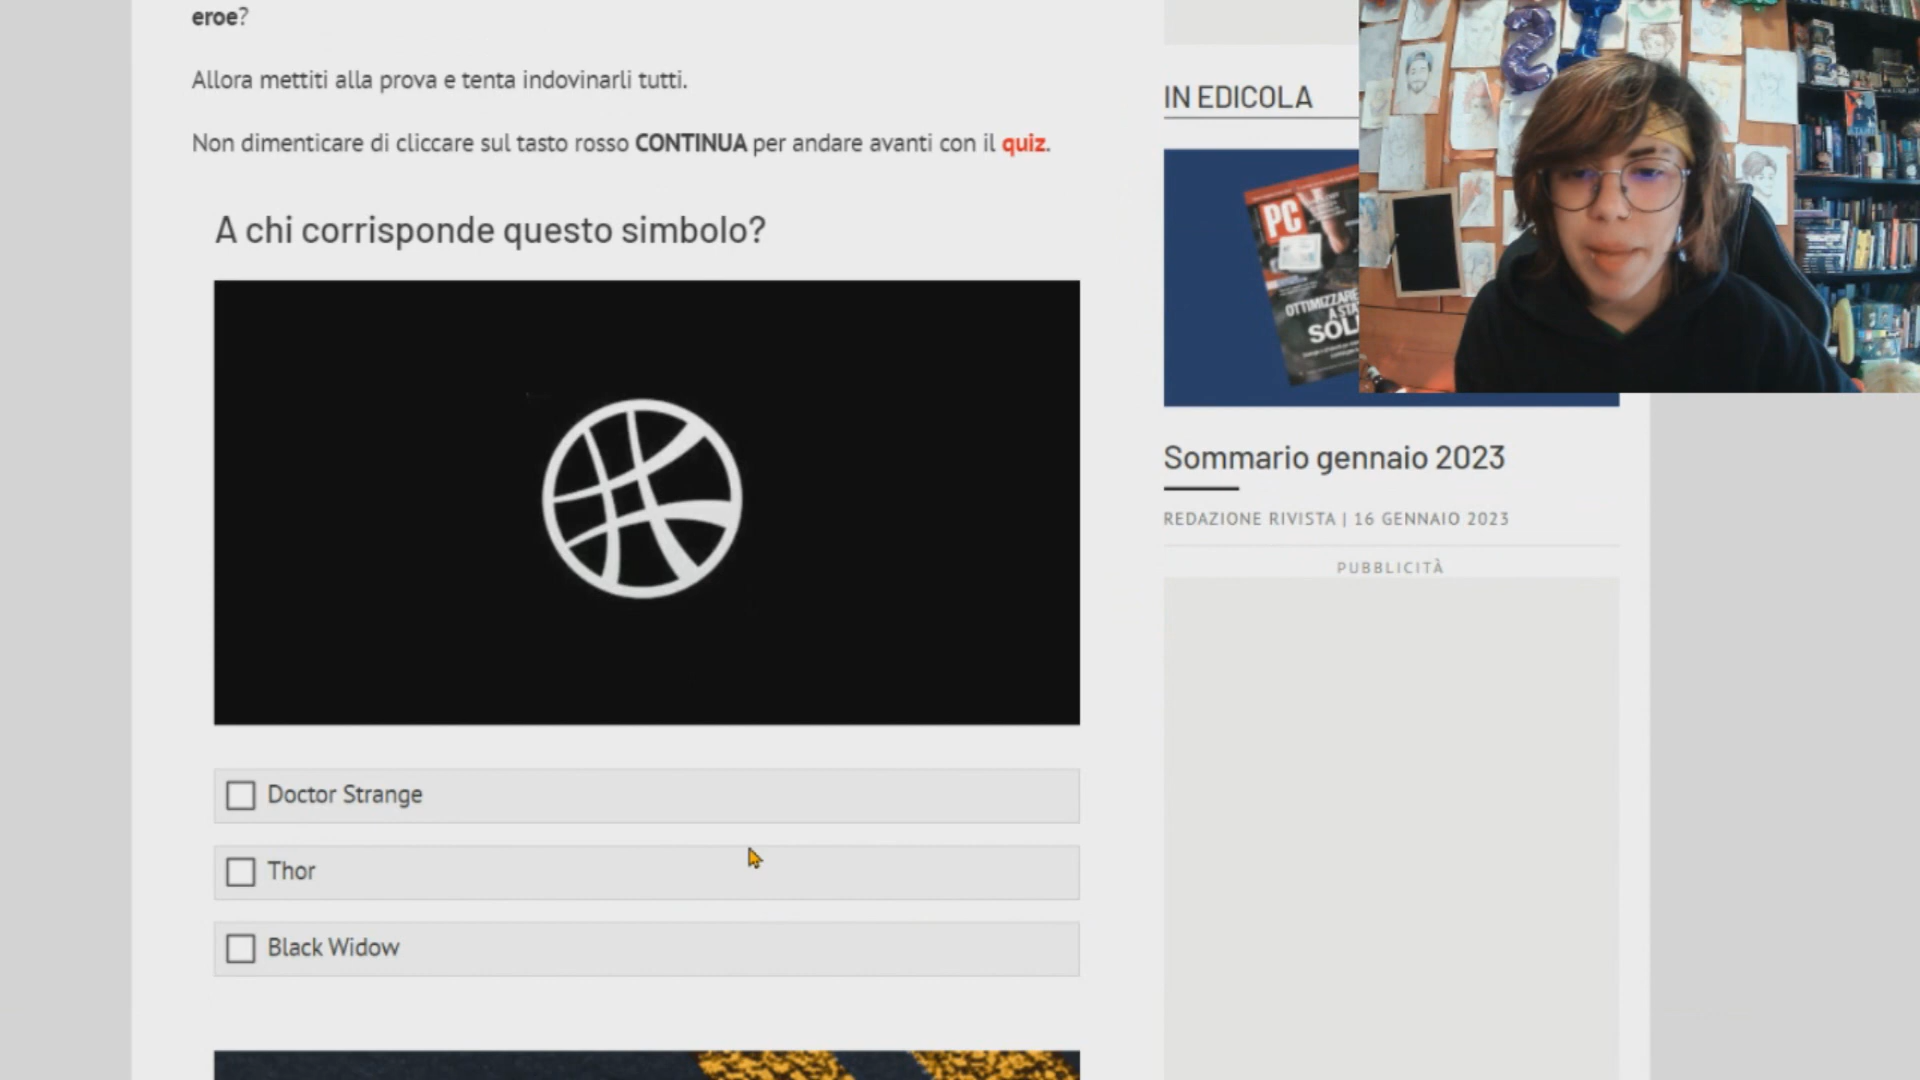 eroe?
Allora mettiti alla prova e tenta indovinarli tutti.
Non dimenticare di cliccare sul tasto rosso CONTINUA per andare avanti con il quiz.
A chi corrisponde questo simbolo?
Doctor Strange
Thor
Black Widow
IN EDICOLA
PC
OTTIMIZZARE
Sommario gennaio 2023
REDAZIONE RIVISTA | 16 GENNAIO 2023
PUBBLICITÀ